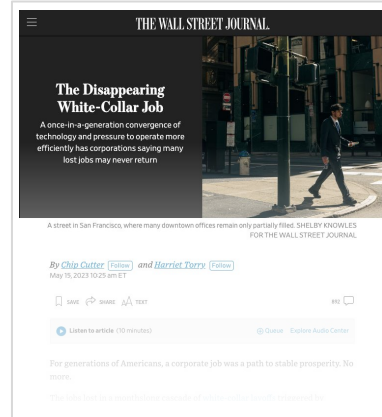 THE WALL STREET JOURNAL.
The Disappearing
White-Collar Job
A once-in-a-generation convergence of
technology and pressure to operate more
efficiently has corporations saying many
lost jobs may never return
A street in San Francisco, where many downtown offices remain only partially filled. SHELBY KNOWLES
FOR THE WALL STREET JOURNAL
By Chip Cutter Follow and Harriet Torry Follow
May 15, 2023 10:25 am ET
SAVE SHARE AA TEXT 892
Listen to article (10 minutes) Queue Explore Audio Center
For generations of Americans, a corporate job was a path to stable prosperity. No
more.